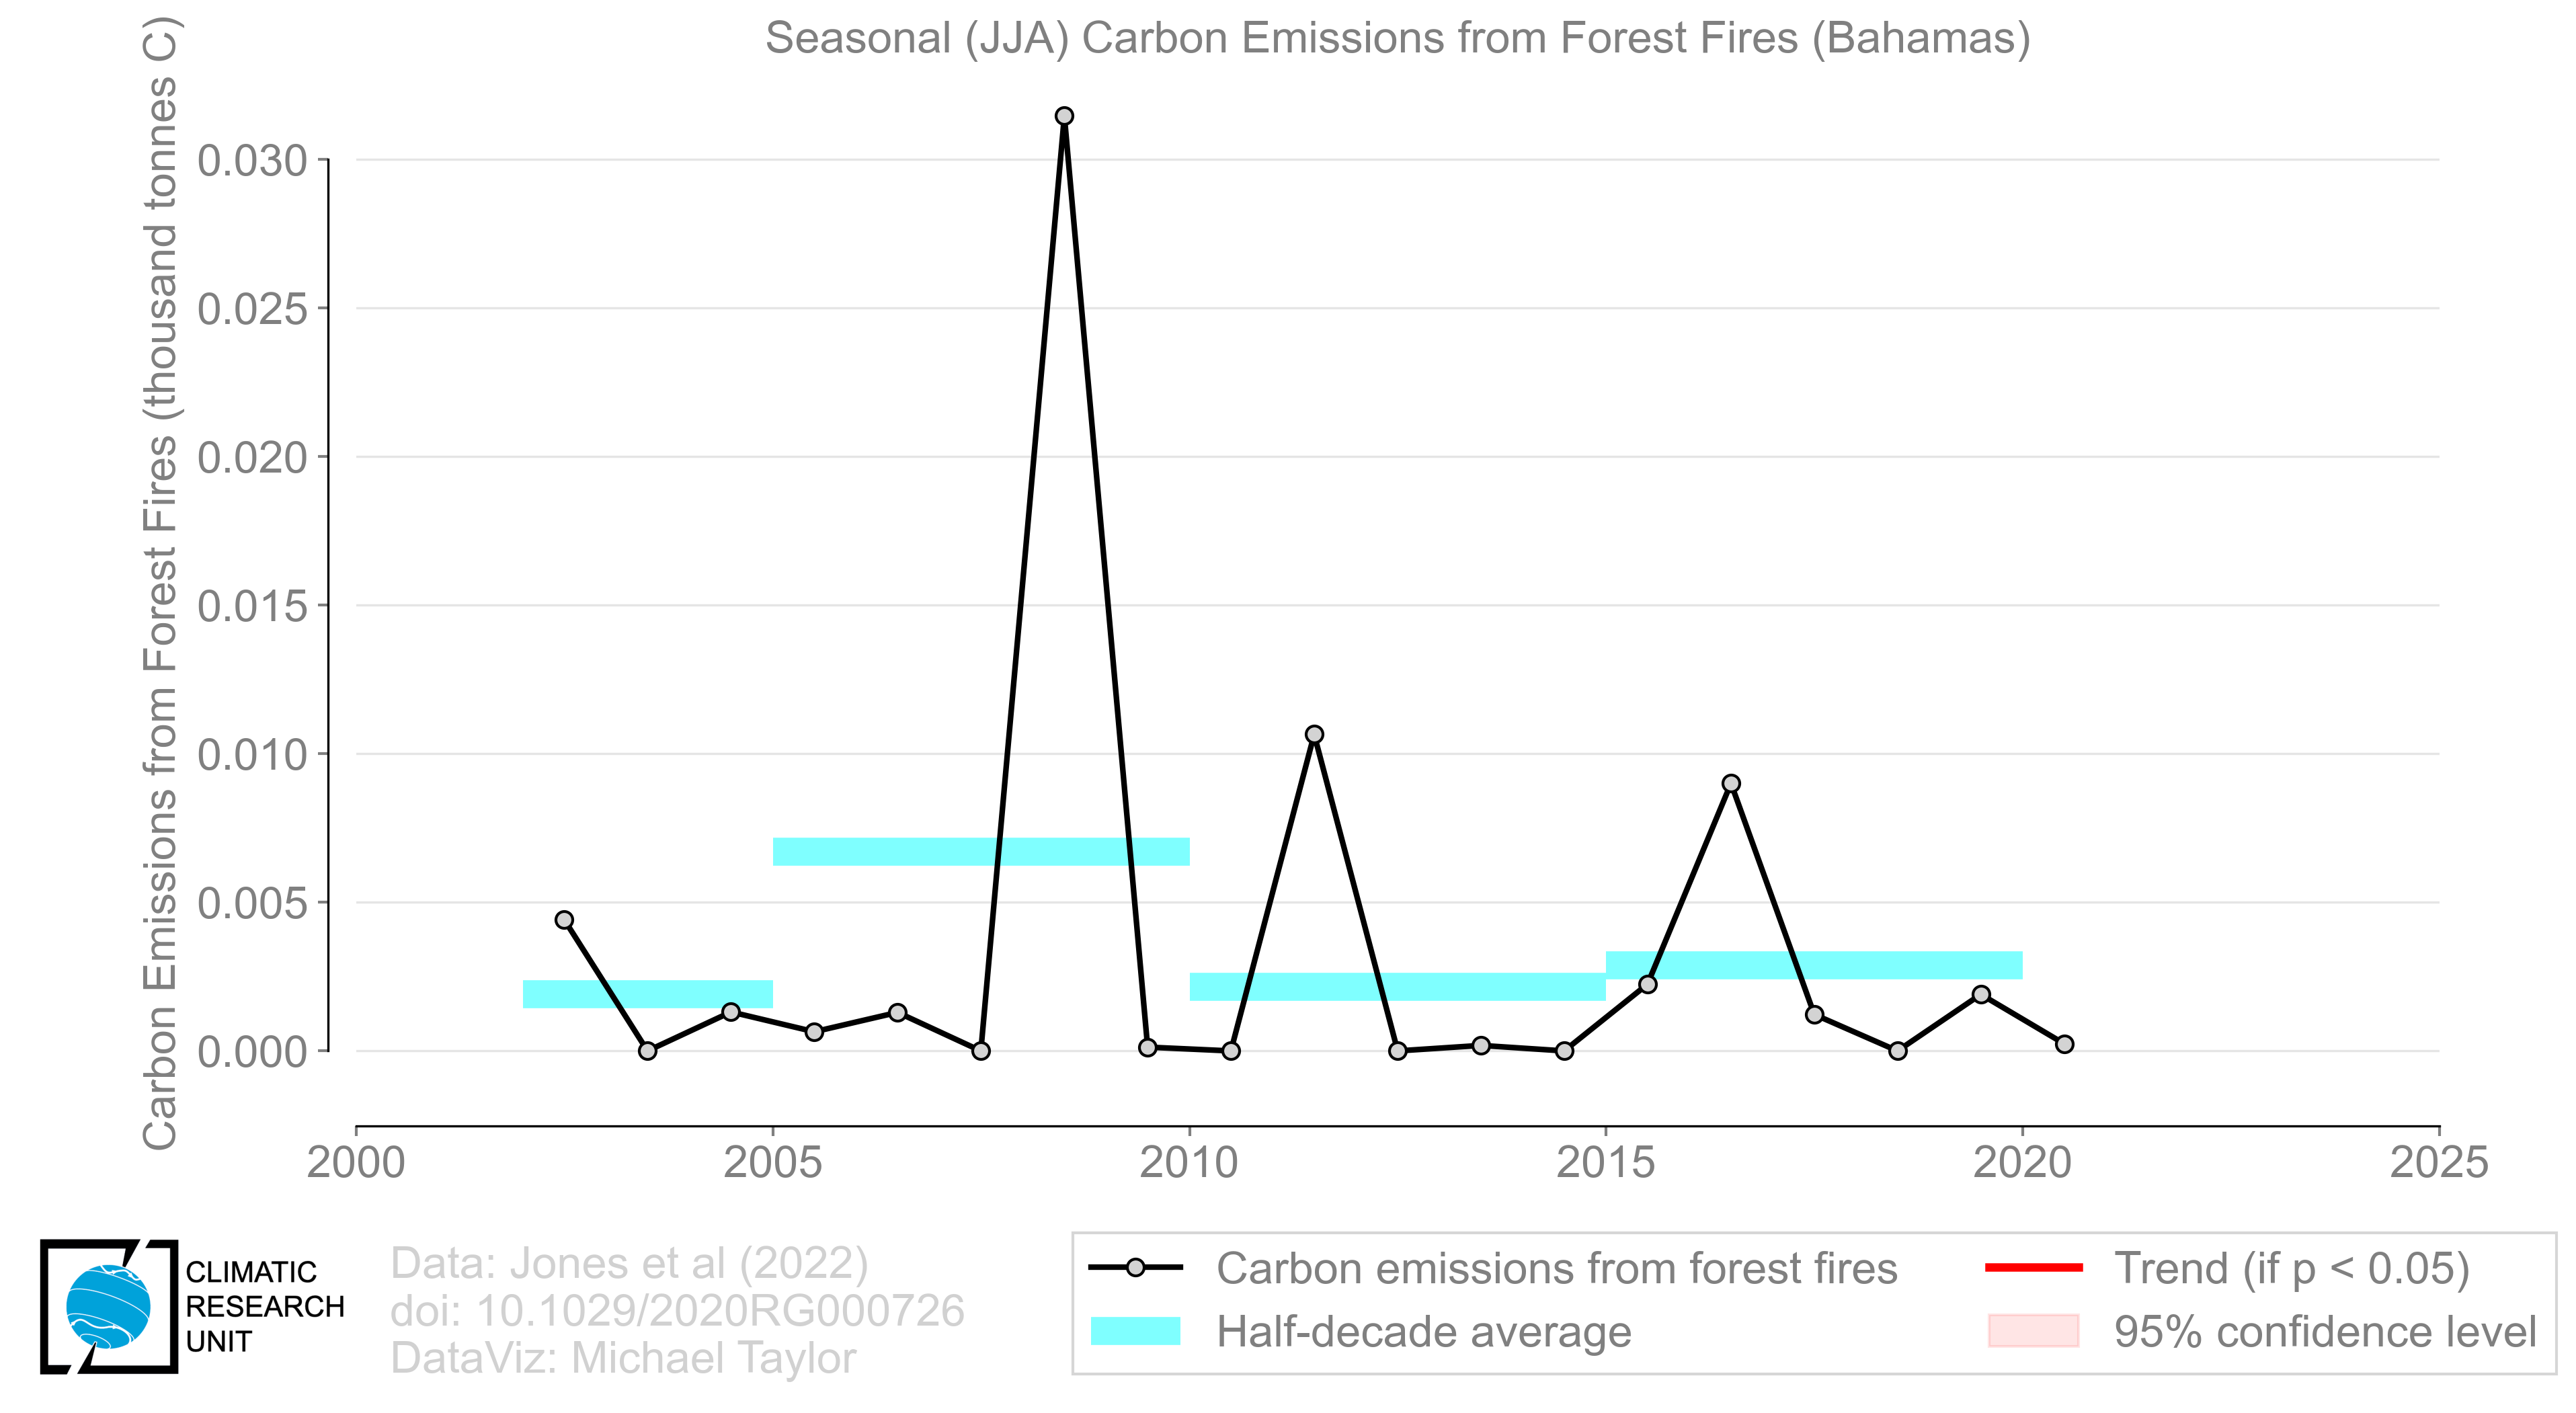 Seasonal (JJA) Carbon Emissions from Forest Fires (Bahamas)
Carbon Emissions from Forest Fires (thousand tonnes C)
0.030
0.025
0.020
0.015
0.010
0.005
0.000
2000
2005
2010
2015
2020
2025
CLIMATIC
RESEARCH
UNIT
Data: Jones et al (2022)
doi: 10.1029/2020RG000726
DataViz: Michael Taylor
Carbon emissions from forest fires
Half-decade average
Trend (if p < 0.05)
95% confidence level